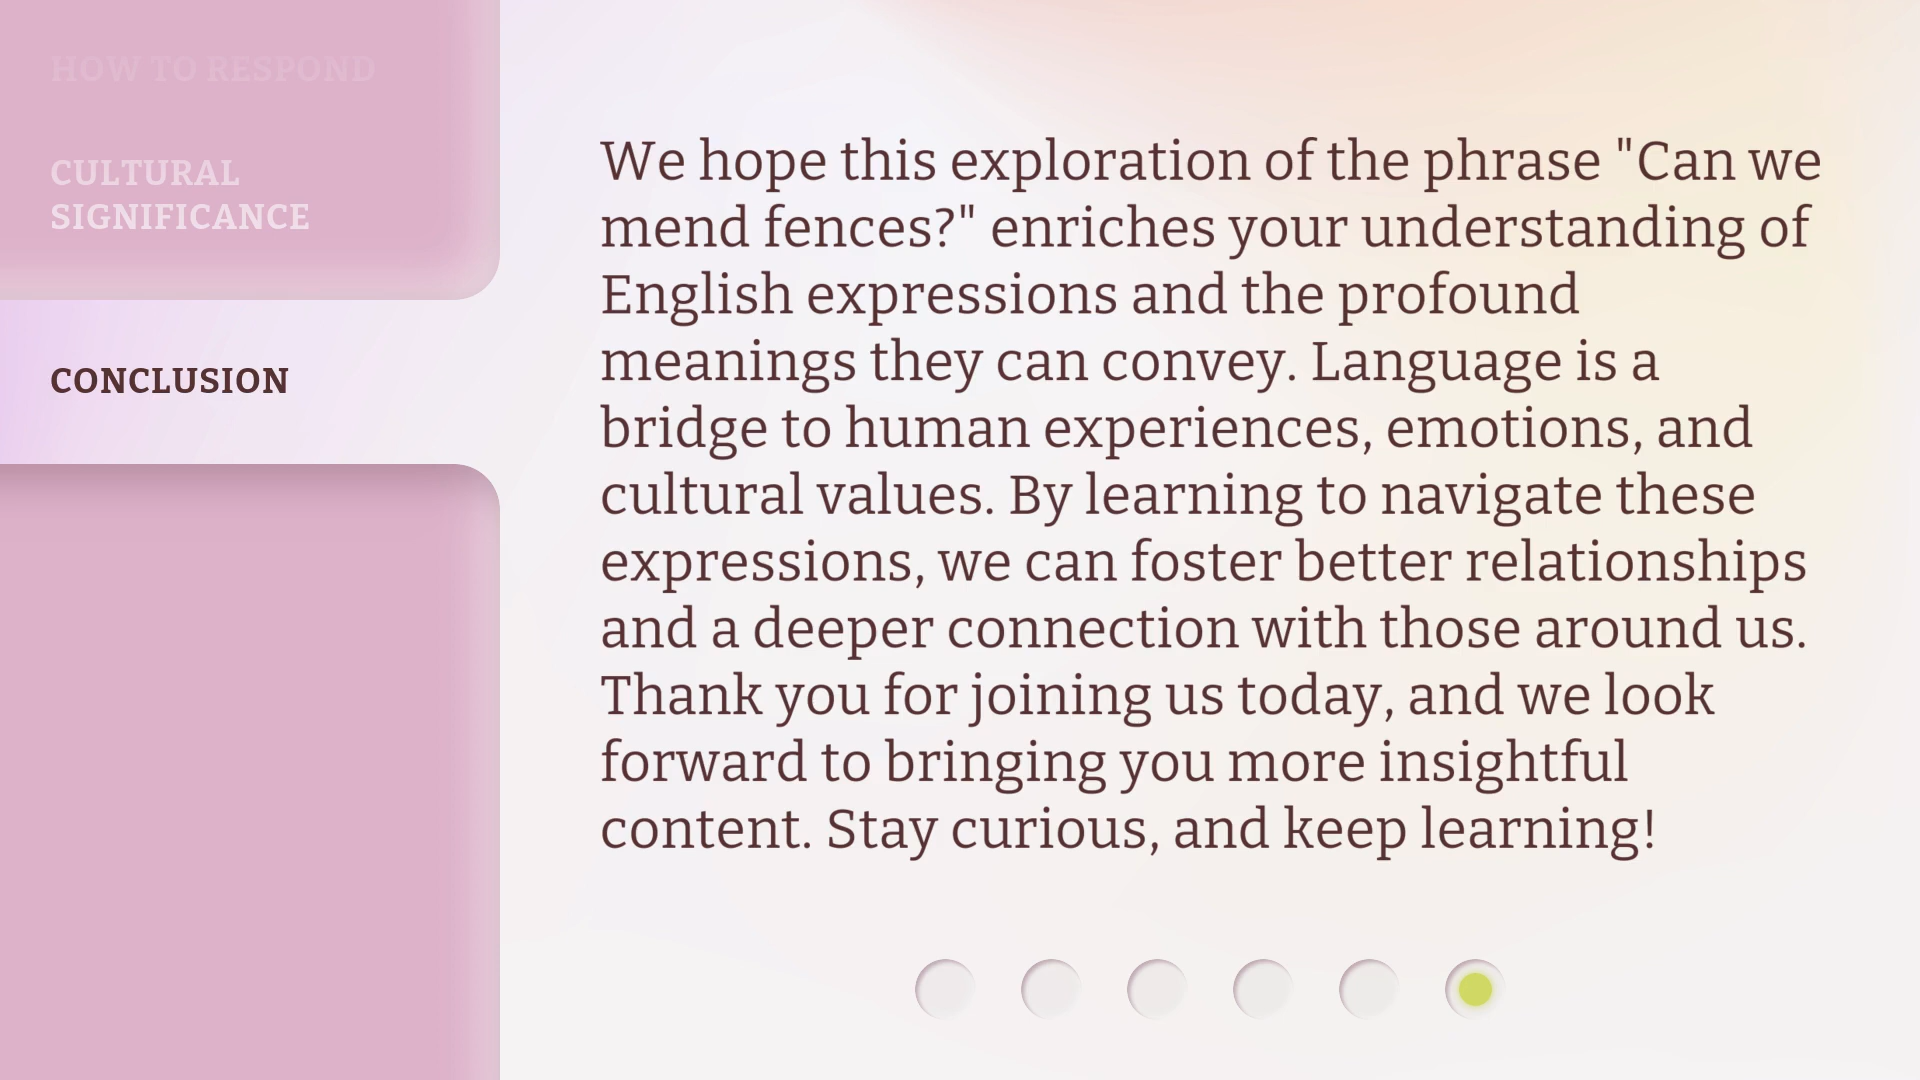 HOW TO RESPOND
CULTURAL
SIGNIFICANCE
CONCLUSION
We hope this exploration of the phrase "Can we
mend fences?" enriches your understanding of
English expressions and the profound
meanings they can convey. Language is a
bridge to human experiences, emotions, and
cultural values. By learning to navigate these
expressions, we can foster better relationships
and a deeper connection with those around us.
Thank you for joining us today, and we look
forward to bringing you more insightful
content. Stay curious, and keep learning!